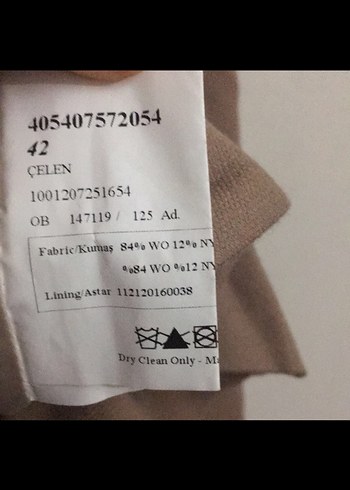 405407572054
42
ÇELEN
1001207251654
OB 147119 / 125 Ad.
Fabric/Kumaş 84% WO 12% NY
%84 WO %12 NY
Lining/Astar 112120160038
Dry Clean Only - Ma